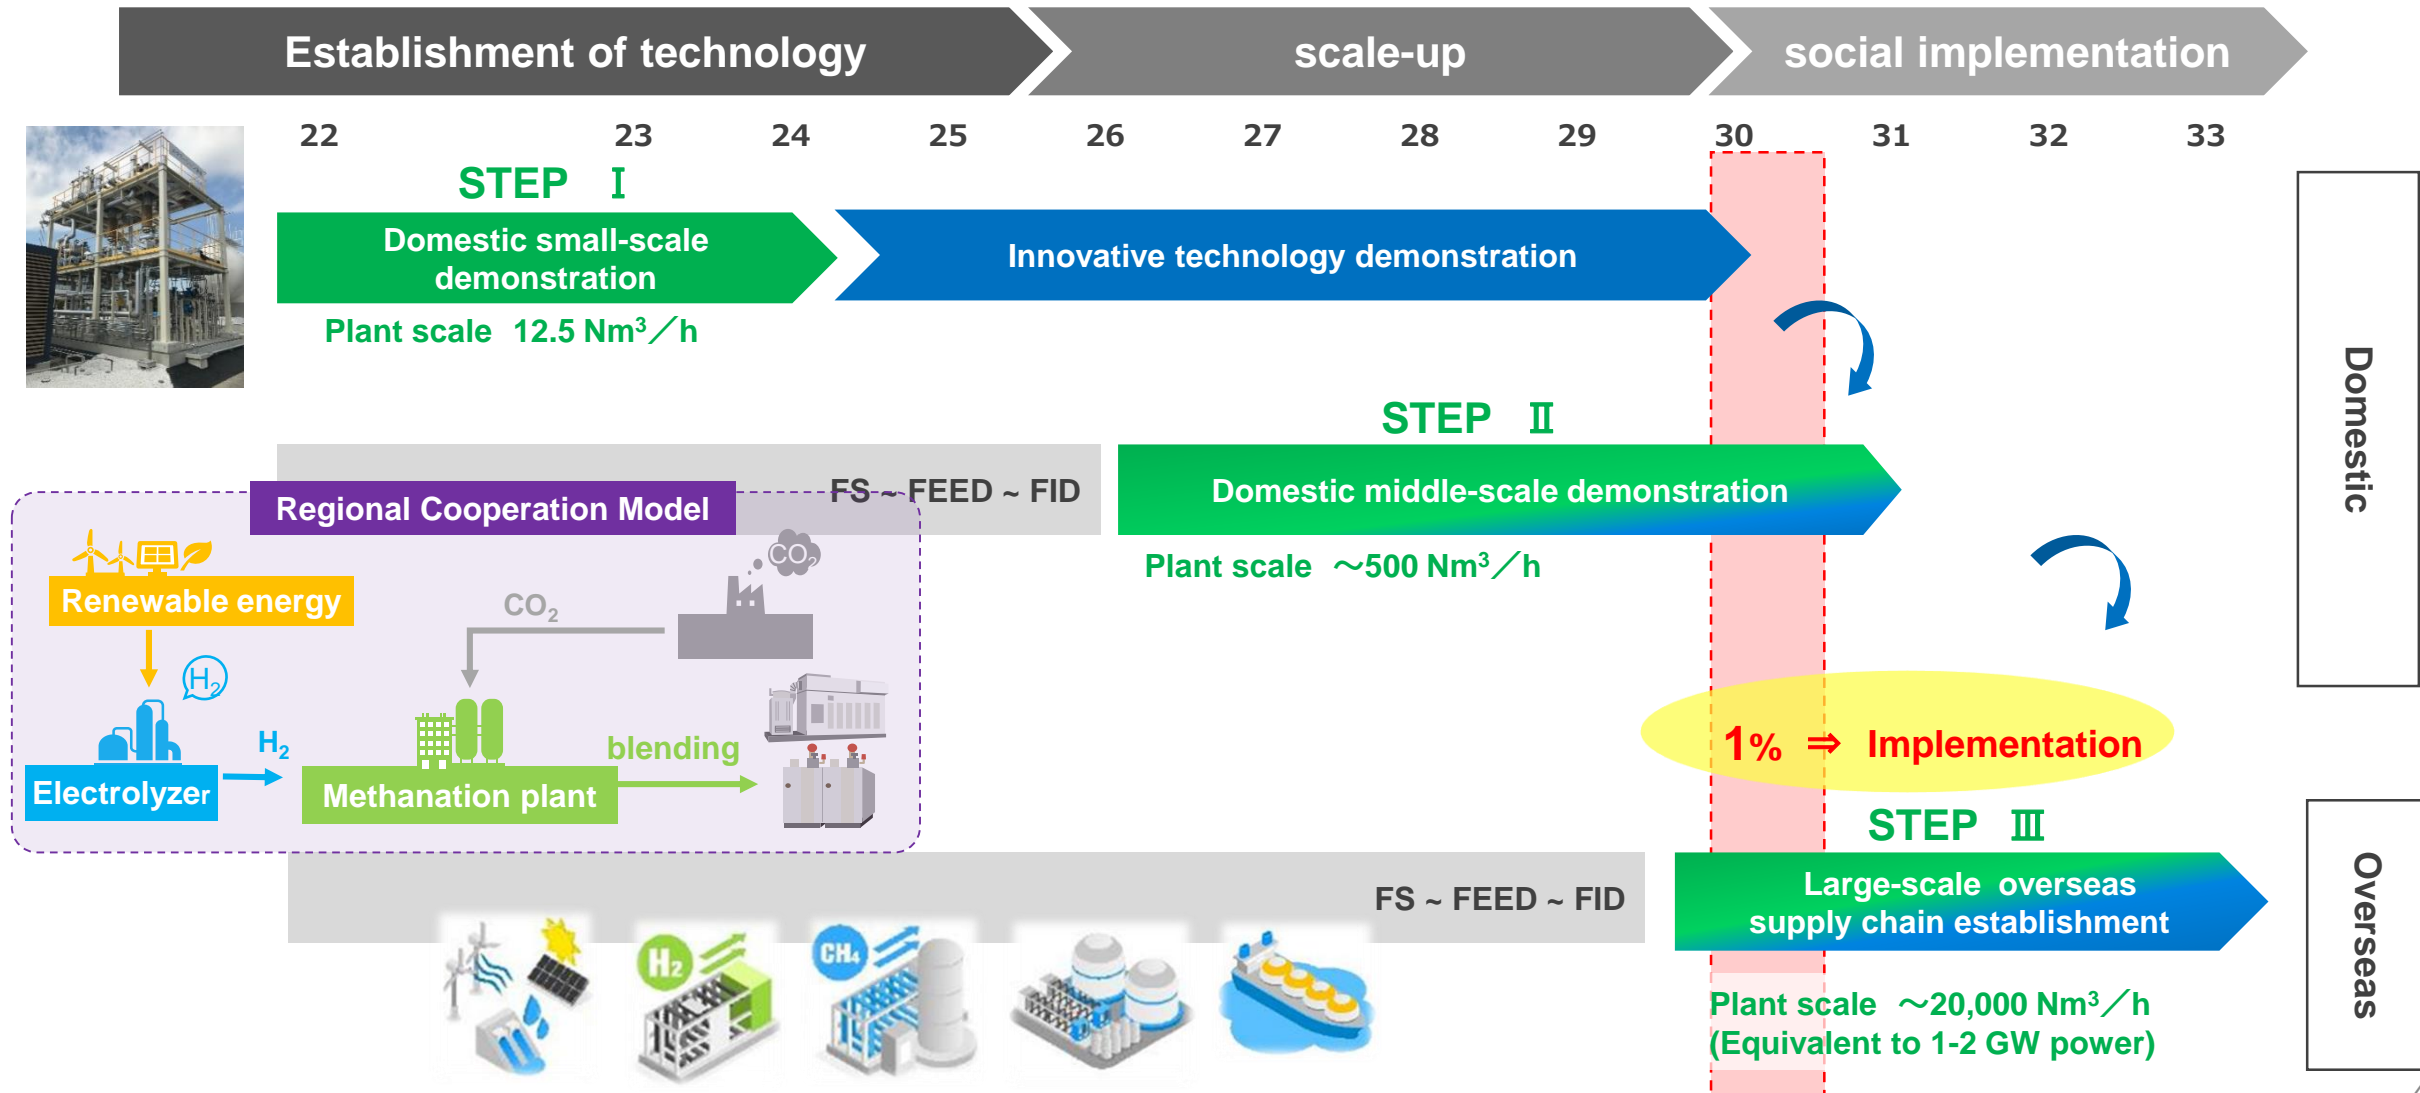 Establishment of technology
scale-up
social implementation
22 23 24 25 26 27 28 29 30 31 32 33
STEP Ⅰ
Domestic small-scale
demonstration
Innovative technology demonstration
Plant scale 12.5 Nm³／h
Domestic
STEP Ⅱ
FS ~ FEED ~ FID
Domestic middle-scale demonstration
Plant scale ～500 Nm³／h
Regional Cooperation Model
CO₂
Renewable energy
CO₂
H₂
H₂
blending
Electrolyzer
Methanation plant
1% ⇒ Implementation
STEP Ⅲ
FS ~ FEED ~ FID
Large-scale overseas
supply chain establishment
Overseas
H₂
CH₄
Plant scale ～20,000 Nm³／h
(Equivalent to 1-2 GW power)